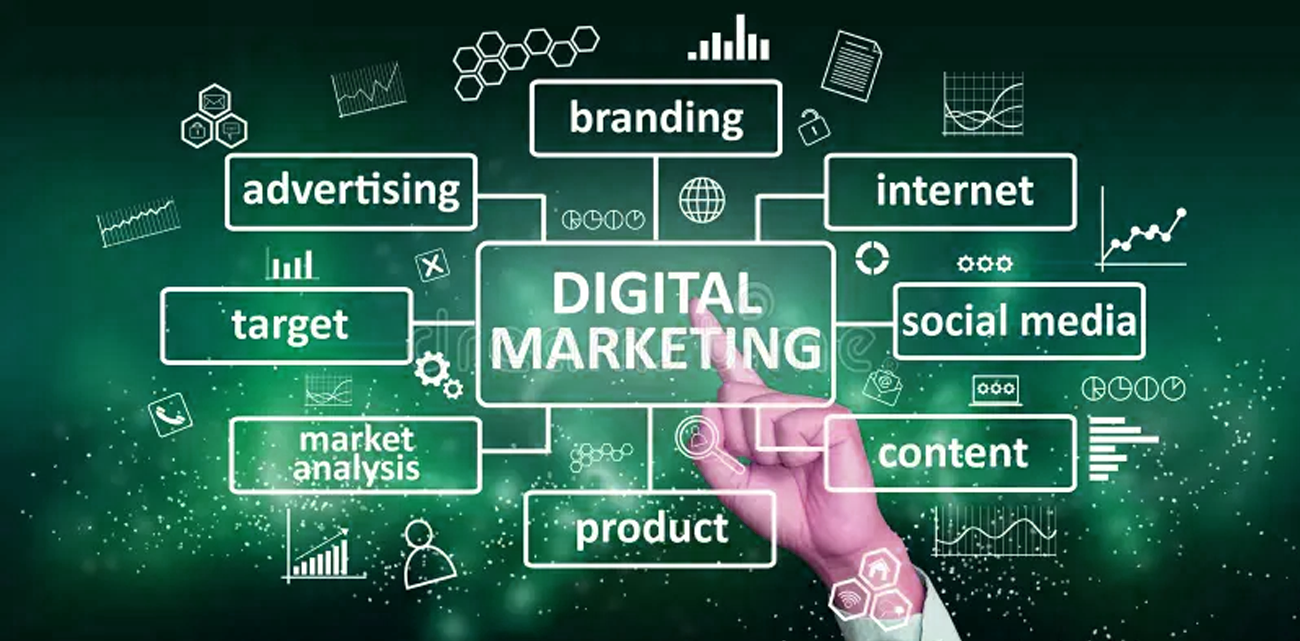 branding
advertising
internet
DIGITAL
MARKETING
target
social media
market
analysis
content
product